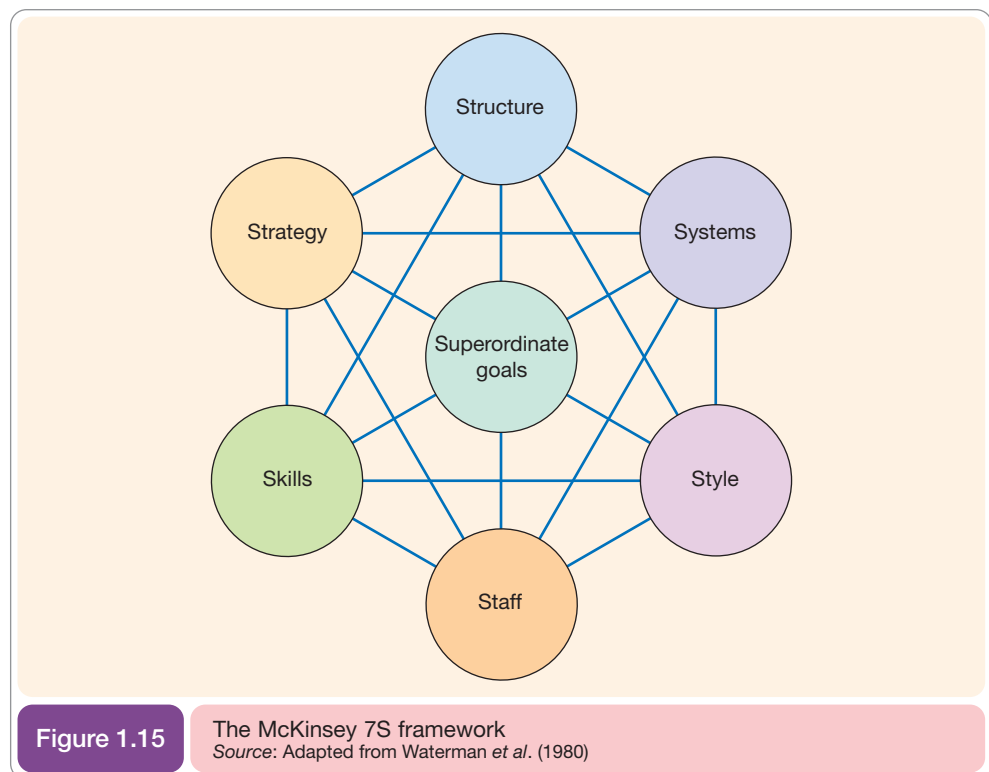 Structure
Strategy
Systems
Superordinate
goals
Skills
Style
Staff
Figure 1.15
The McKinsey 7S framework
Source: Adapted from Waterman et al. (1980)